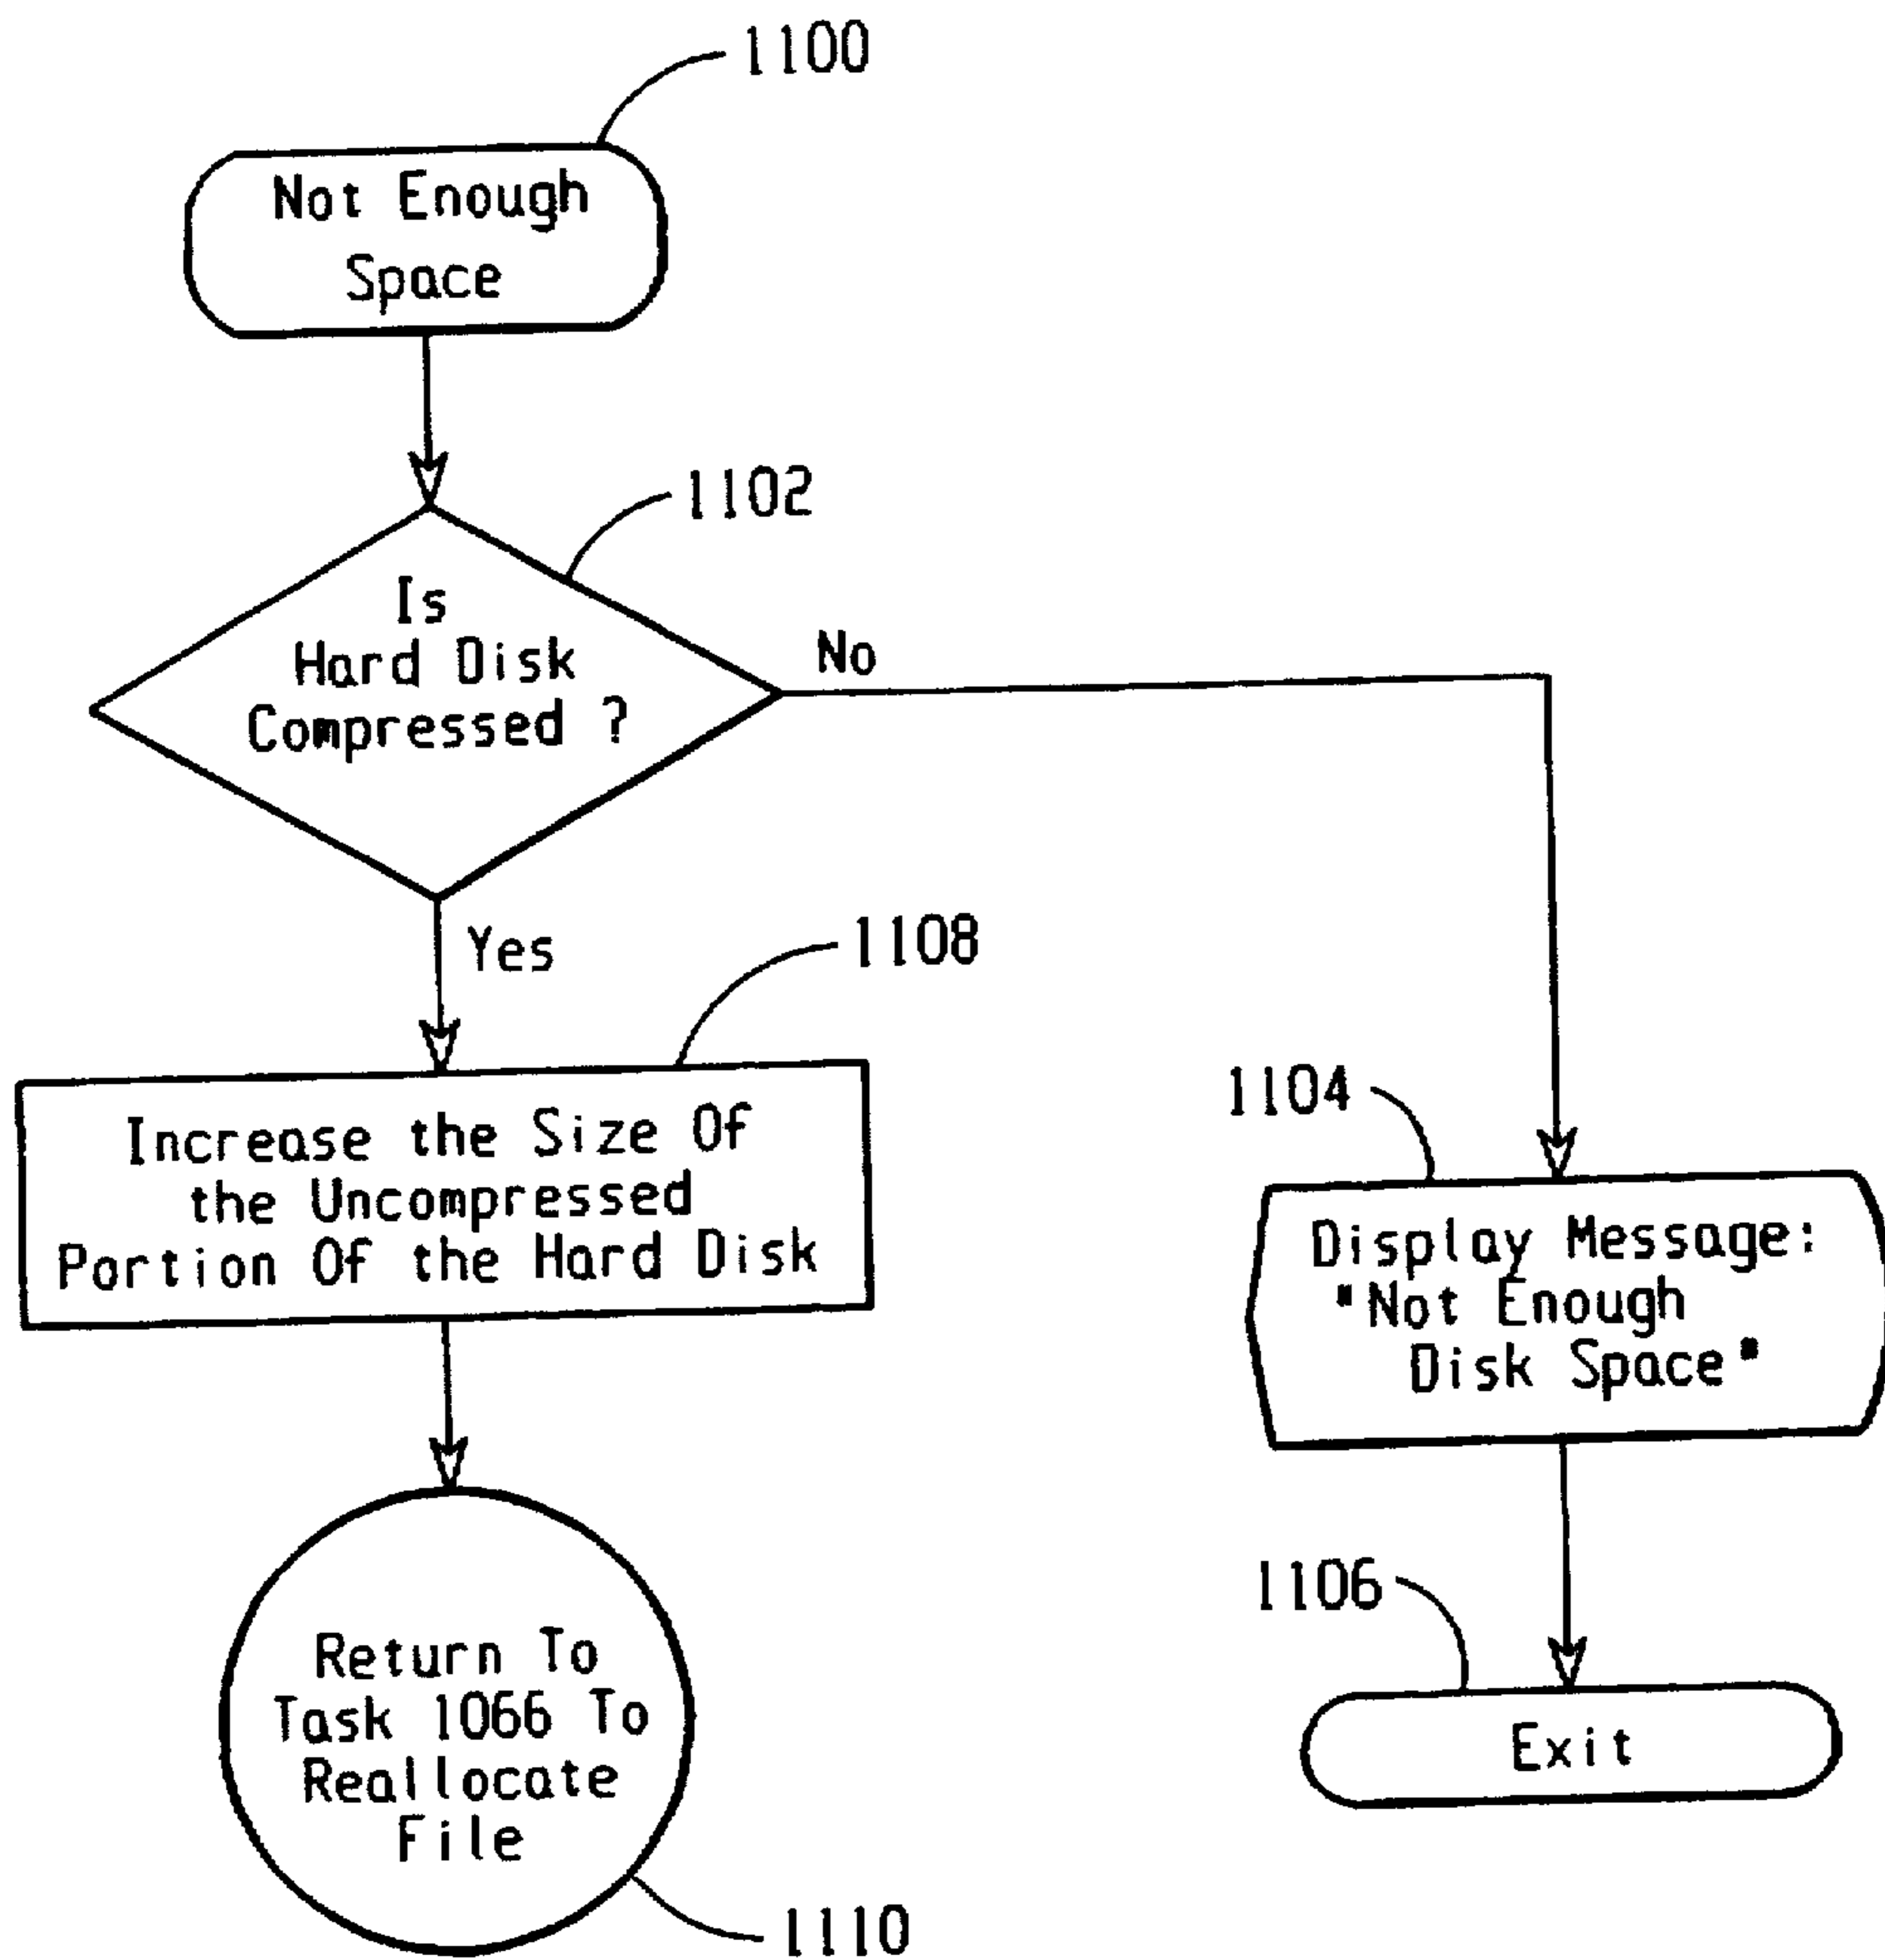 1100
Not Enough
Space
1102
Is
Hard Disk
Compressed ?
No
Yes
1108
Increase the Size Of
the Uncompressed
Portion Of the Hard Disk
1104
Display Message:
"Not Enough
Disk Space"
Return To
Task 1066 To
Reallocate
File
1110
1106
Exit